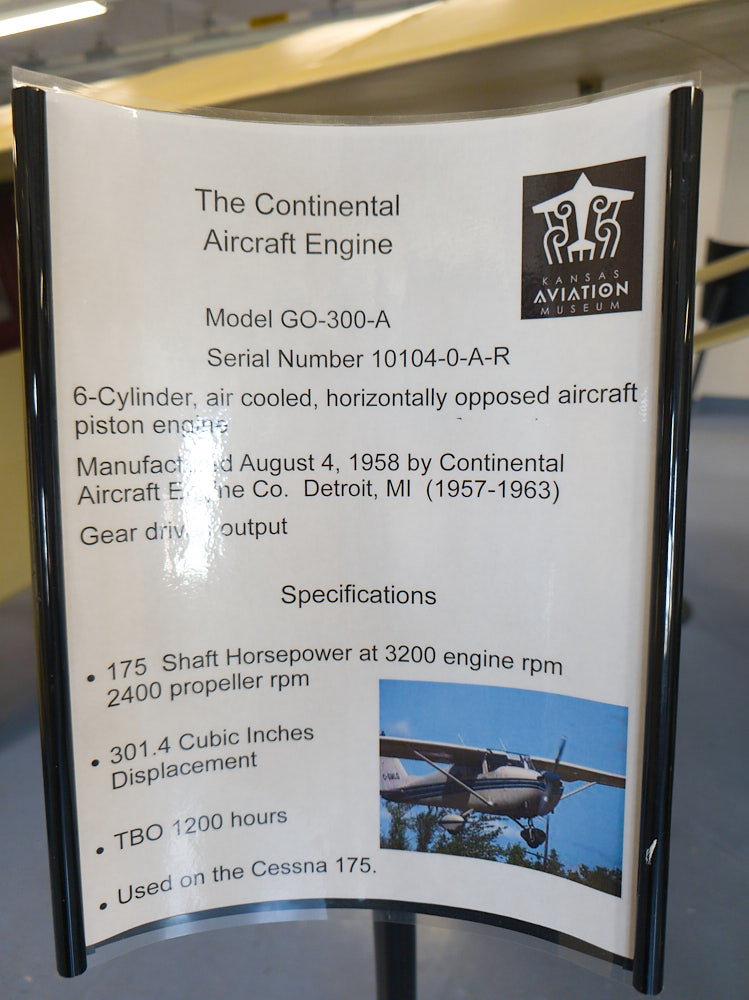 The Continental
Aircraft Engine
KANSAS
AVIATION
MUSEUM
Model GO-300-A
Serial Number 10104-0-A-R
6-Cylinder, air cooled, horizontally opposed aircraft
piston engine
Manufactured August 4, 1958 by Continental
Aircraft Engine Co. Detroit, MI (1957-1963)
Gear driven output
Specifications
• 175 Shaft Horsepower at 3200 engine rpm
2400 propeller rpm
• 301.4 Cubic Inches
Displacement
• TBO 1200 hours
• Used on the Cessna 175.